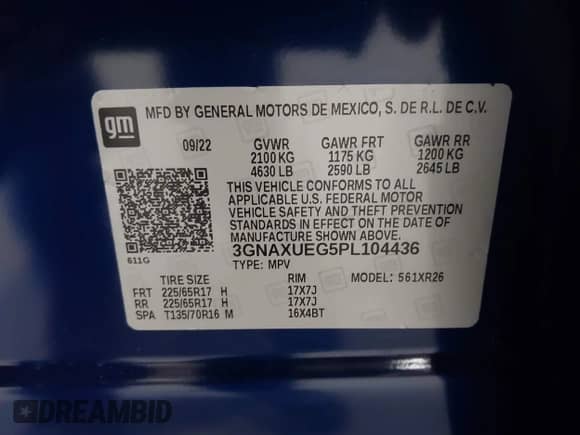 gm
MFD BY GENERAL MOTORS DE MEXICO, S. DE R.L. DE C.V.
09/22 GVWR GAWR FRT GAWR RR
2100 KG 1175 KG 1200 KG
4630 LB 2590 LB 2645 LB
THIS VEHICLE CONFORMS TO ALL
APPLICABLE U.S. FEDERAL MOTOR
VEHICLE SAFETY AND THEFT PREVENTION
STANDARDS IN EFFECT ON THE DATE OF
MANUFACTURE SHOWN ABOVE.
3GNAXUEG5PL104436
611G
TYPE: MPV
TIRE SIZE RIM MODEL: 561XR26
FRT 225/65R17 H 17X7J
RR 225/65R17 H 17X7J
SPA T135/70R16 M 16X4BT
DREAMBID